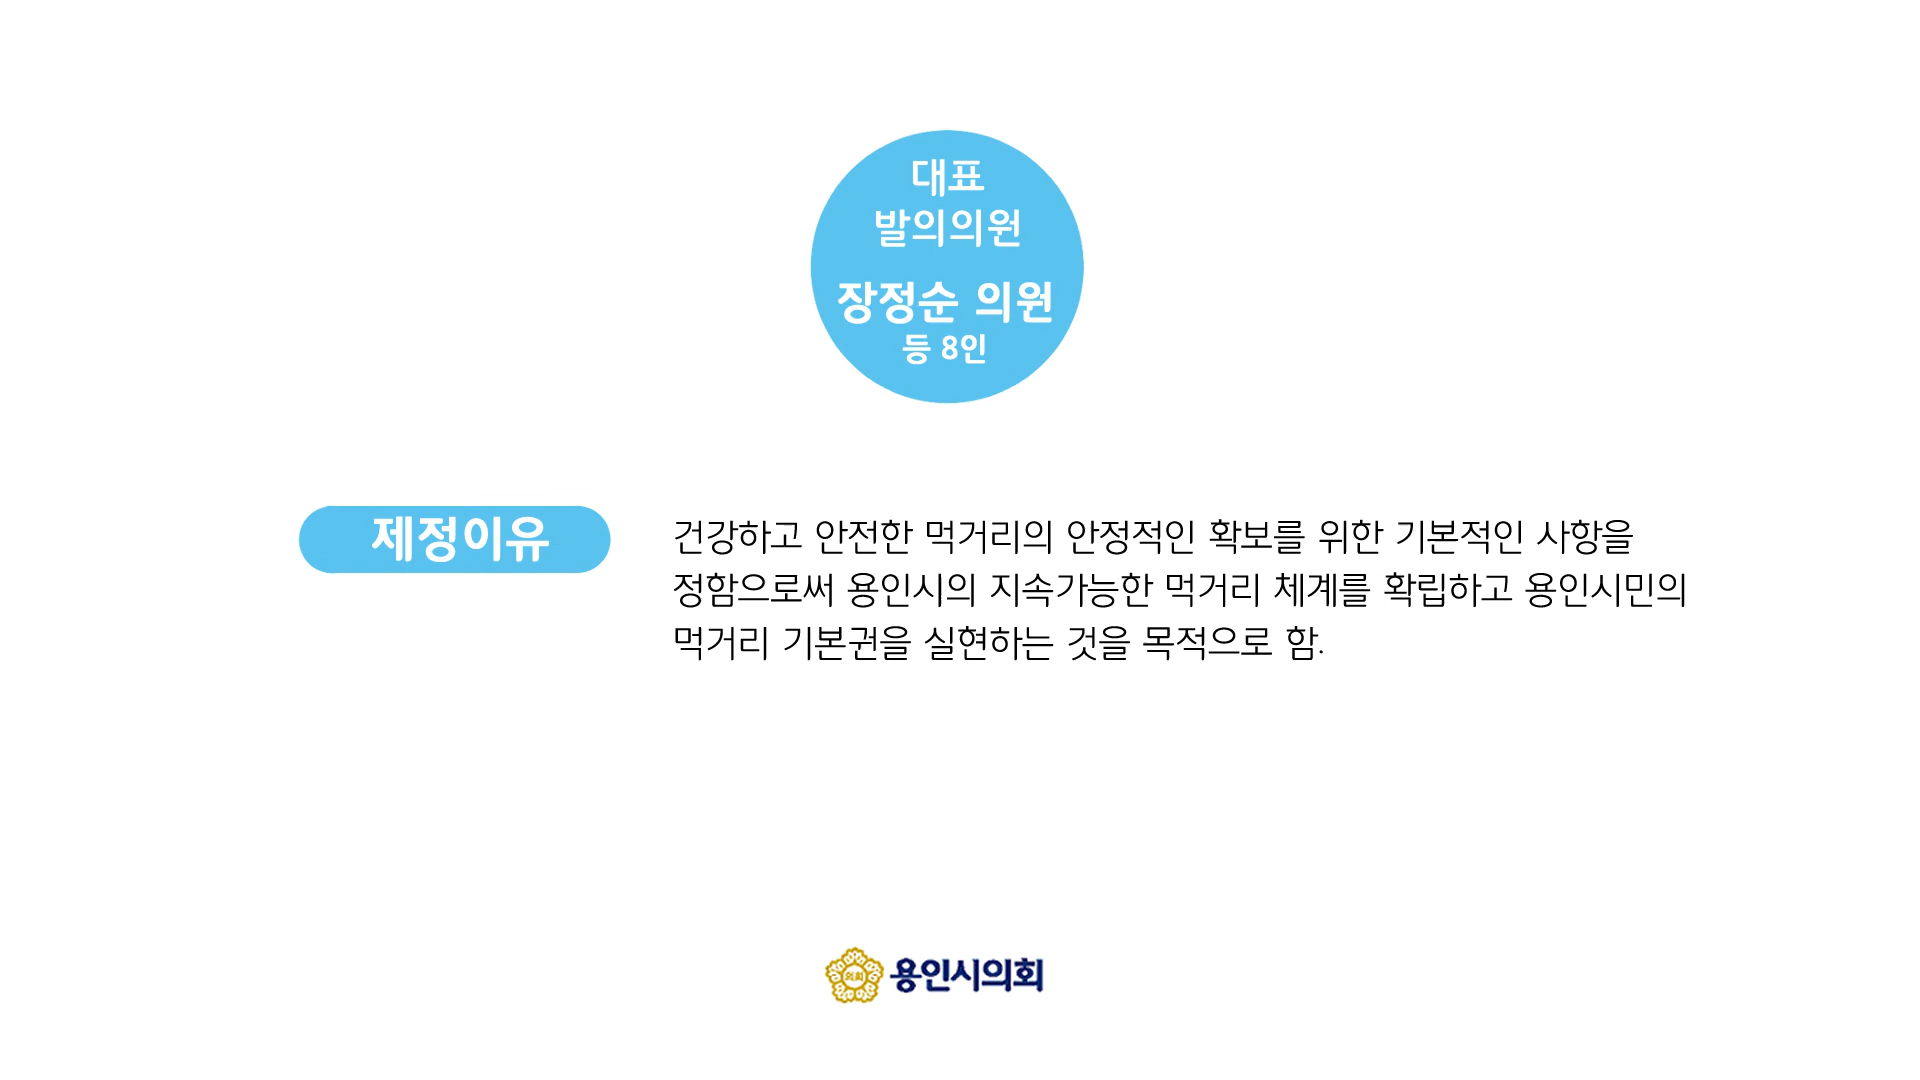 대표
발의의원
장정순 의원
등 8인
제정이유
건강하고 안전한 먹거리의 안정적인 확보를 위한 기본적인 사항을
정함으로써 용인시의 지속가능한 먹거리 체계를 확립하고 용인시민의
먹거리 기본권을 실현하는 것을 목적으로 함.
의회
용인시의회